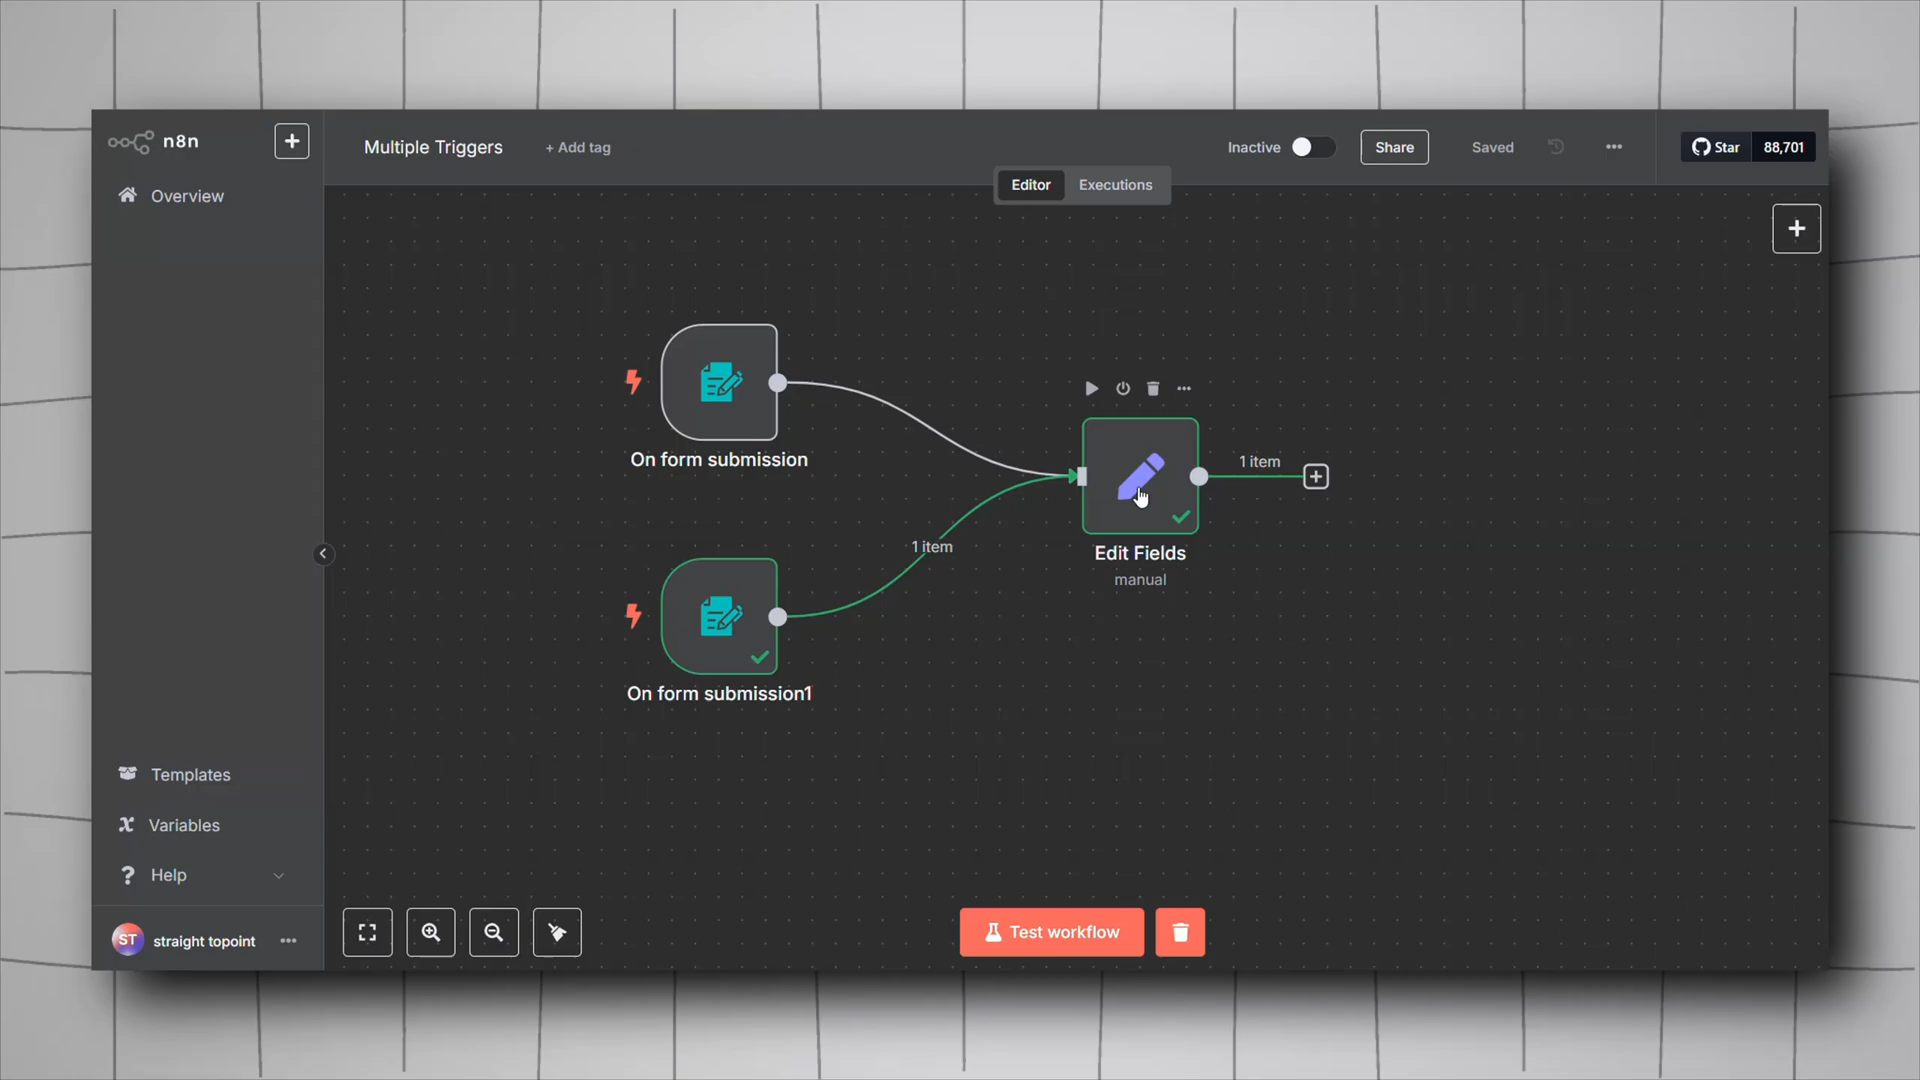 n8n
Overview
Multiple Triggers
+ Add tag
Inactive
Share
Saved
Star
88,701
Editor
Executions
On form submission
1 item
On form submission1
1 item
Edit Fields
manual
Templates
Variables
Help
ST
straight topoint
Test workflow